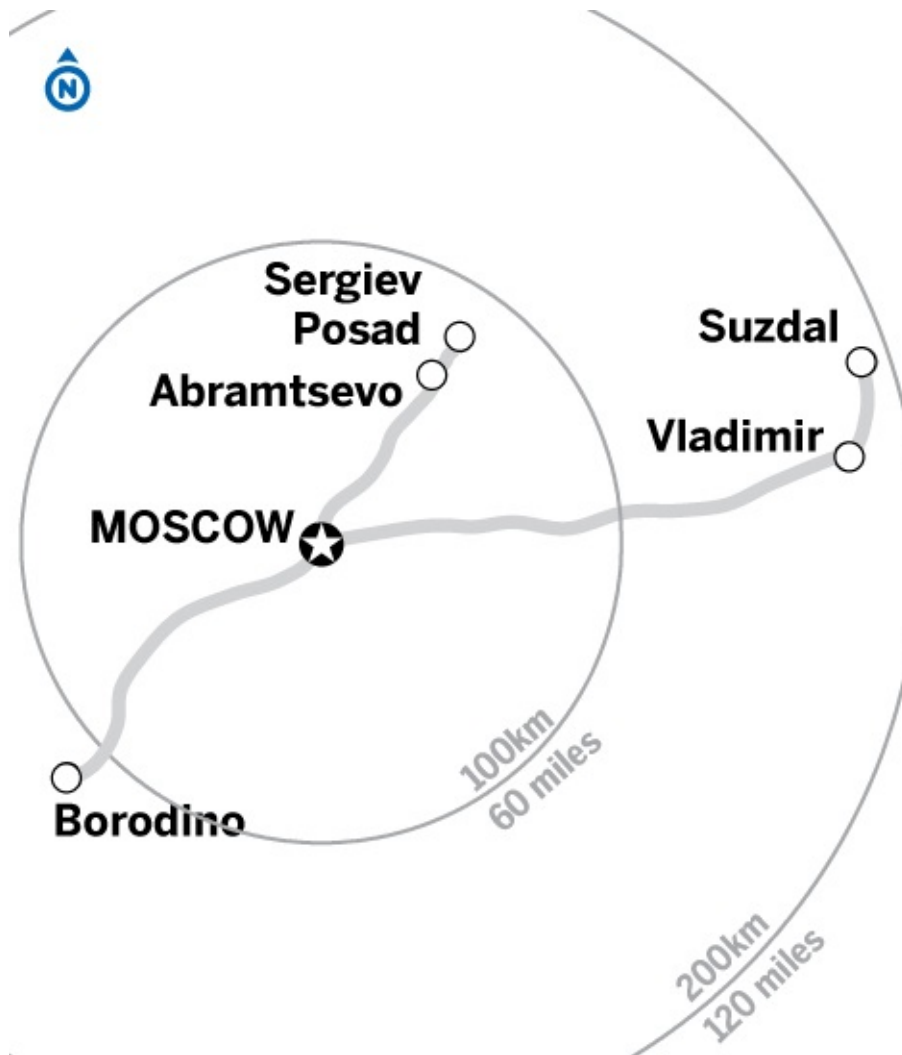 N
Sergiev
Posad
Suzdal
Abramtsevo
Vladimir
MOSCOW
100km
60 miles
Borodino
200km
120 miles